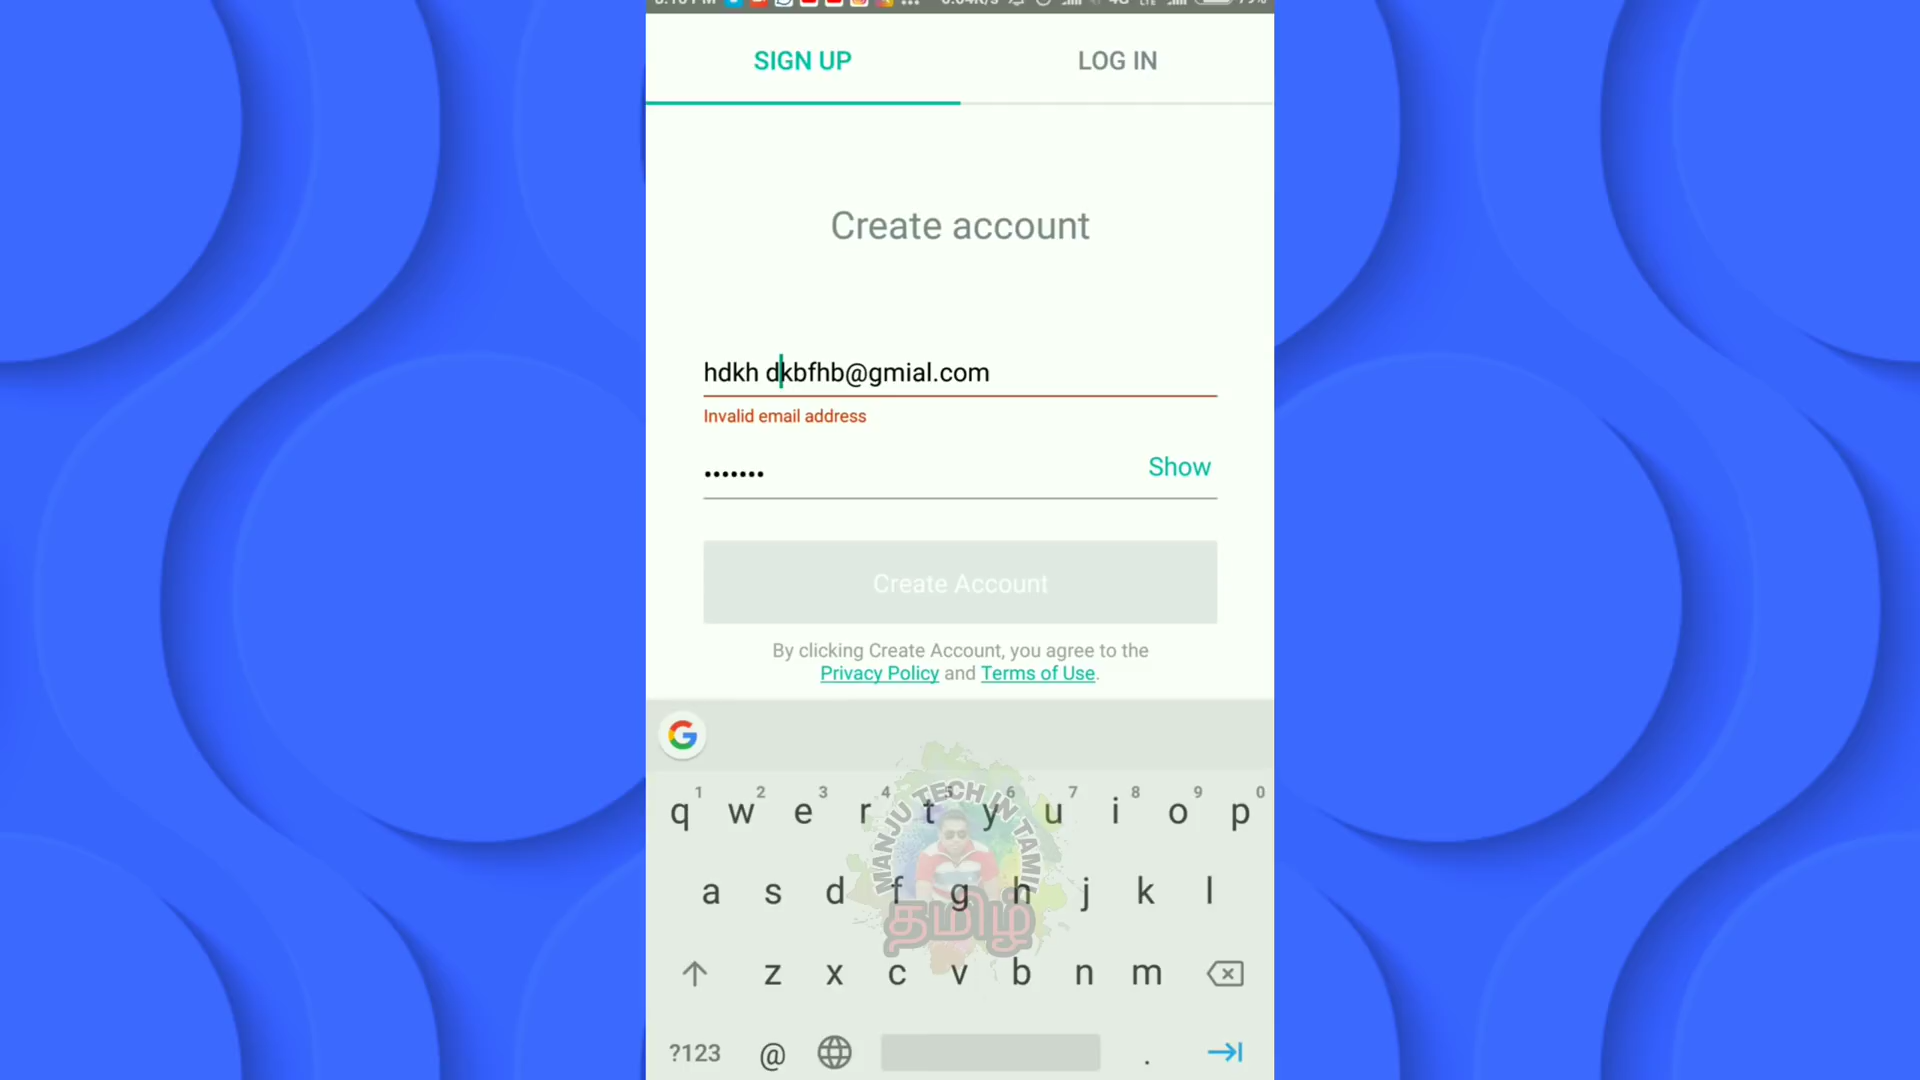 SIGN UP
LOG IN
Create account
hdkh dkbfhb@gmial.com
Invalid email address
•••••••
Show
Create Account
By clicking Create Account, you agree to the
Privacy Policy and Terms of Use.
G
1 2 3 4 5 6 7 8 9 0
q w e r t y u i o p
MANJU TECH IN TAMIL
a s d f g h j k l
தமிழ்
z x c v b n m
?123 @ .